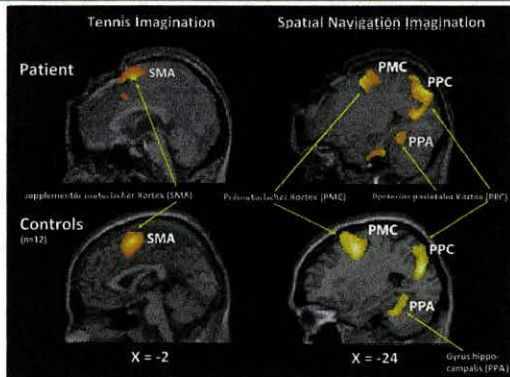 Tennis Imagination
Spatial Navigation Imagination
Patient
SMA
PMC
PPC
PPA
supplementär motorischer Kortex (SMA)
Prämotorischer Kortex (PMC)
Posterior parietaler Kortex (PPC)
Controls
(n=12)
SMA
PMC
PPC
PPA
X = -2
X = -24
Gyrus hippo-
campalis (PPA)